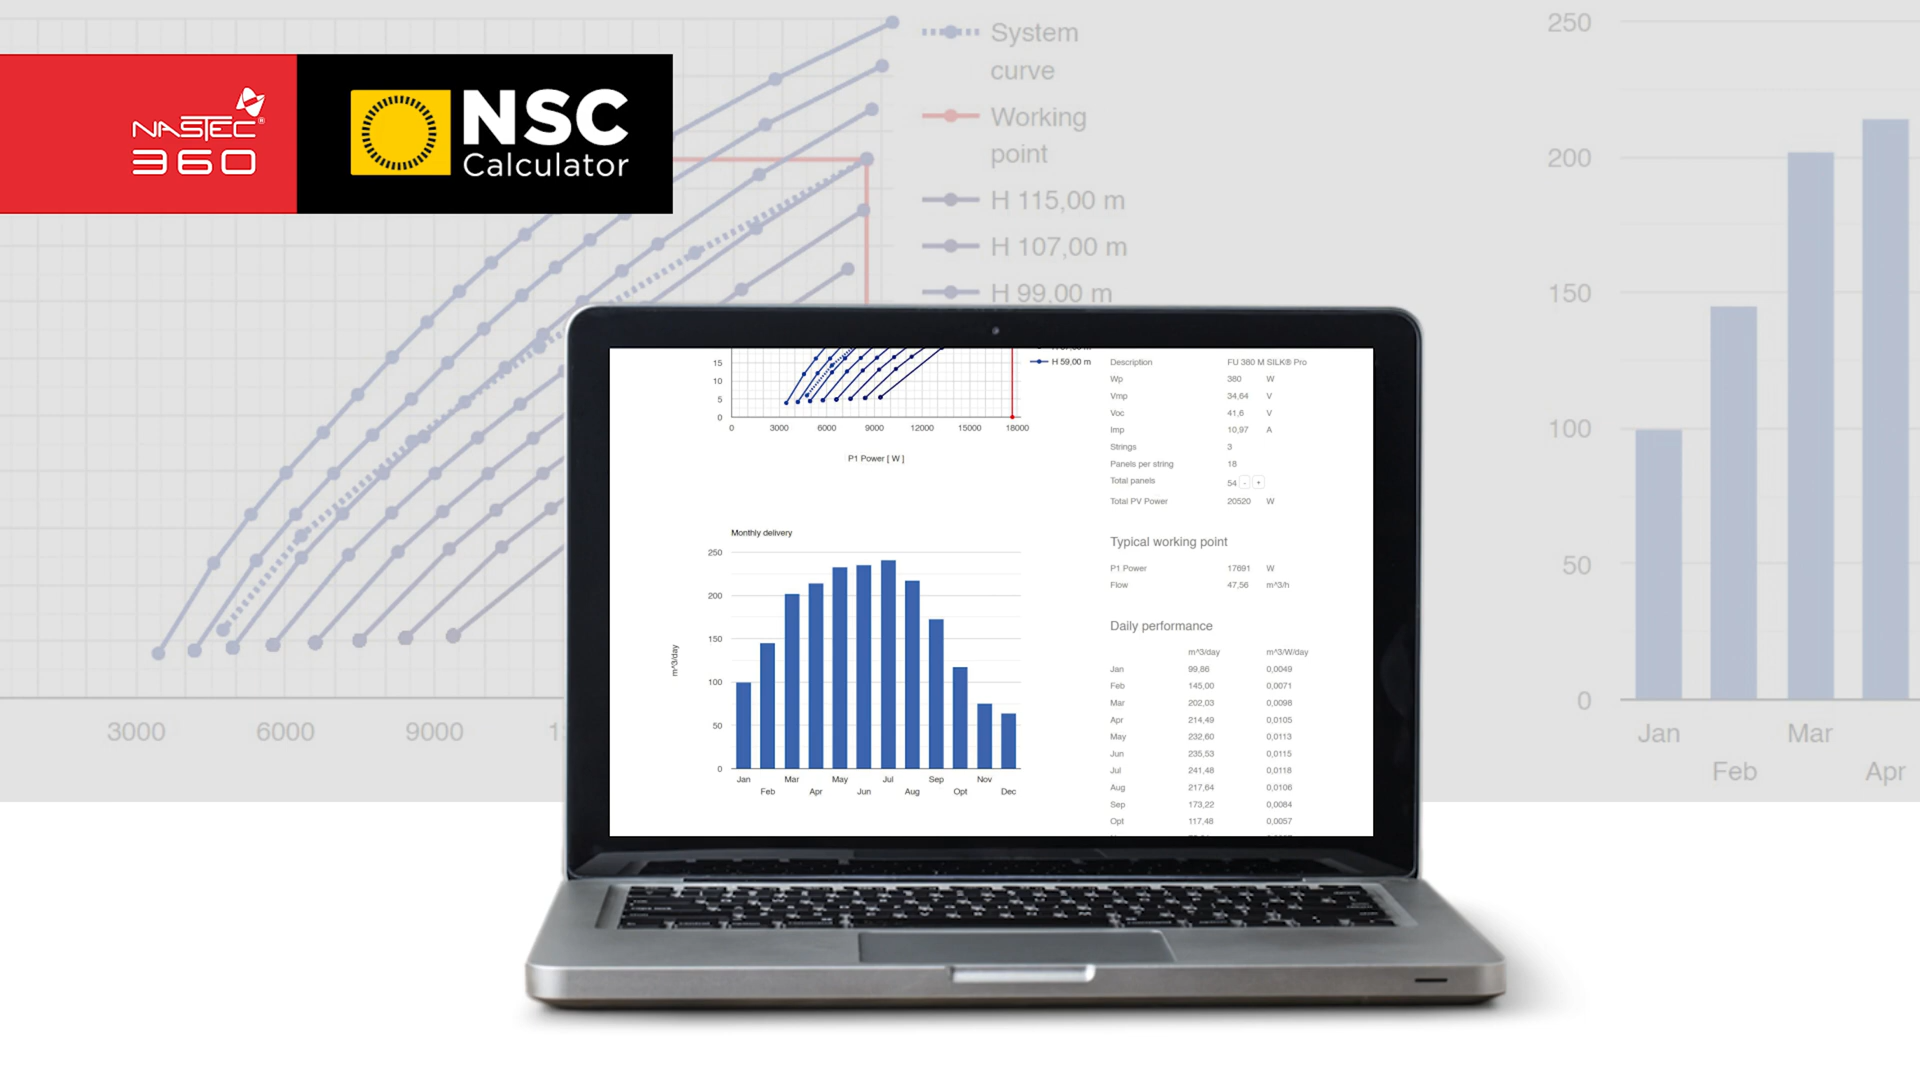 NASTEC®
360
NSC
Calculator
System
curve
Working
point
H 115,00 m
H 107,00 m
H 99,00 m
3000
6000
9000
250
200
150
100
50
0
Jan
Feb
Mar
Apr
15
10
5
0
0
3000
6000
9000
12000
15000
18000
P1 Power [ W ]
H 59,00 m
Monthly delivery
m^3/day
250
200
150
100
50
0
Jan
Feb
Mar
Apr
May
Jun
Jul
Aug
Sep
Opt
Nov
Dec
Description FU 380 M SILK® Pro
Wp 380 W
Vmp 34,64 V
Voc 41,6 V
Imp 10,97 A
Strings 3
Panels per string 18
Total panels 54 - +
Total PV Power 20520 W
Typical working point
P1 Power 17691 W
Flow 47,56 m^3/h
Daily performance
m^3/day m^3/W/day
Jan 99,86 0,0049
Feb 145,00 0,0071
Mar 202,03 0,0098
Apr 214,49 0,0105
May 232,60 0,0113
Jun 235,53 0,0115
Jul 241,48 0,0118
Aug 217,64 0,0106
Sep 173,22 0,0084
Opt 117,48 0,0057